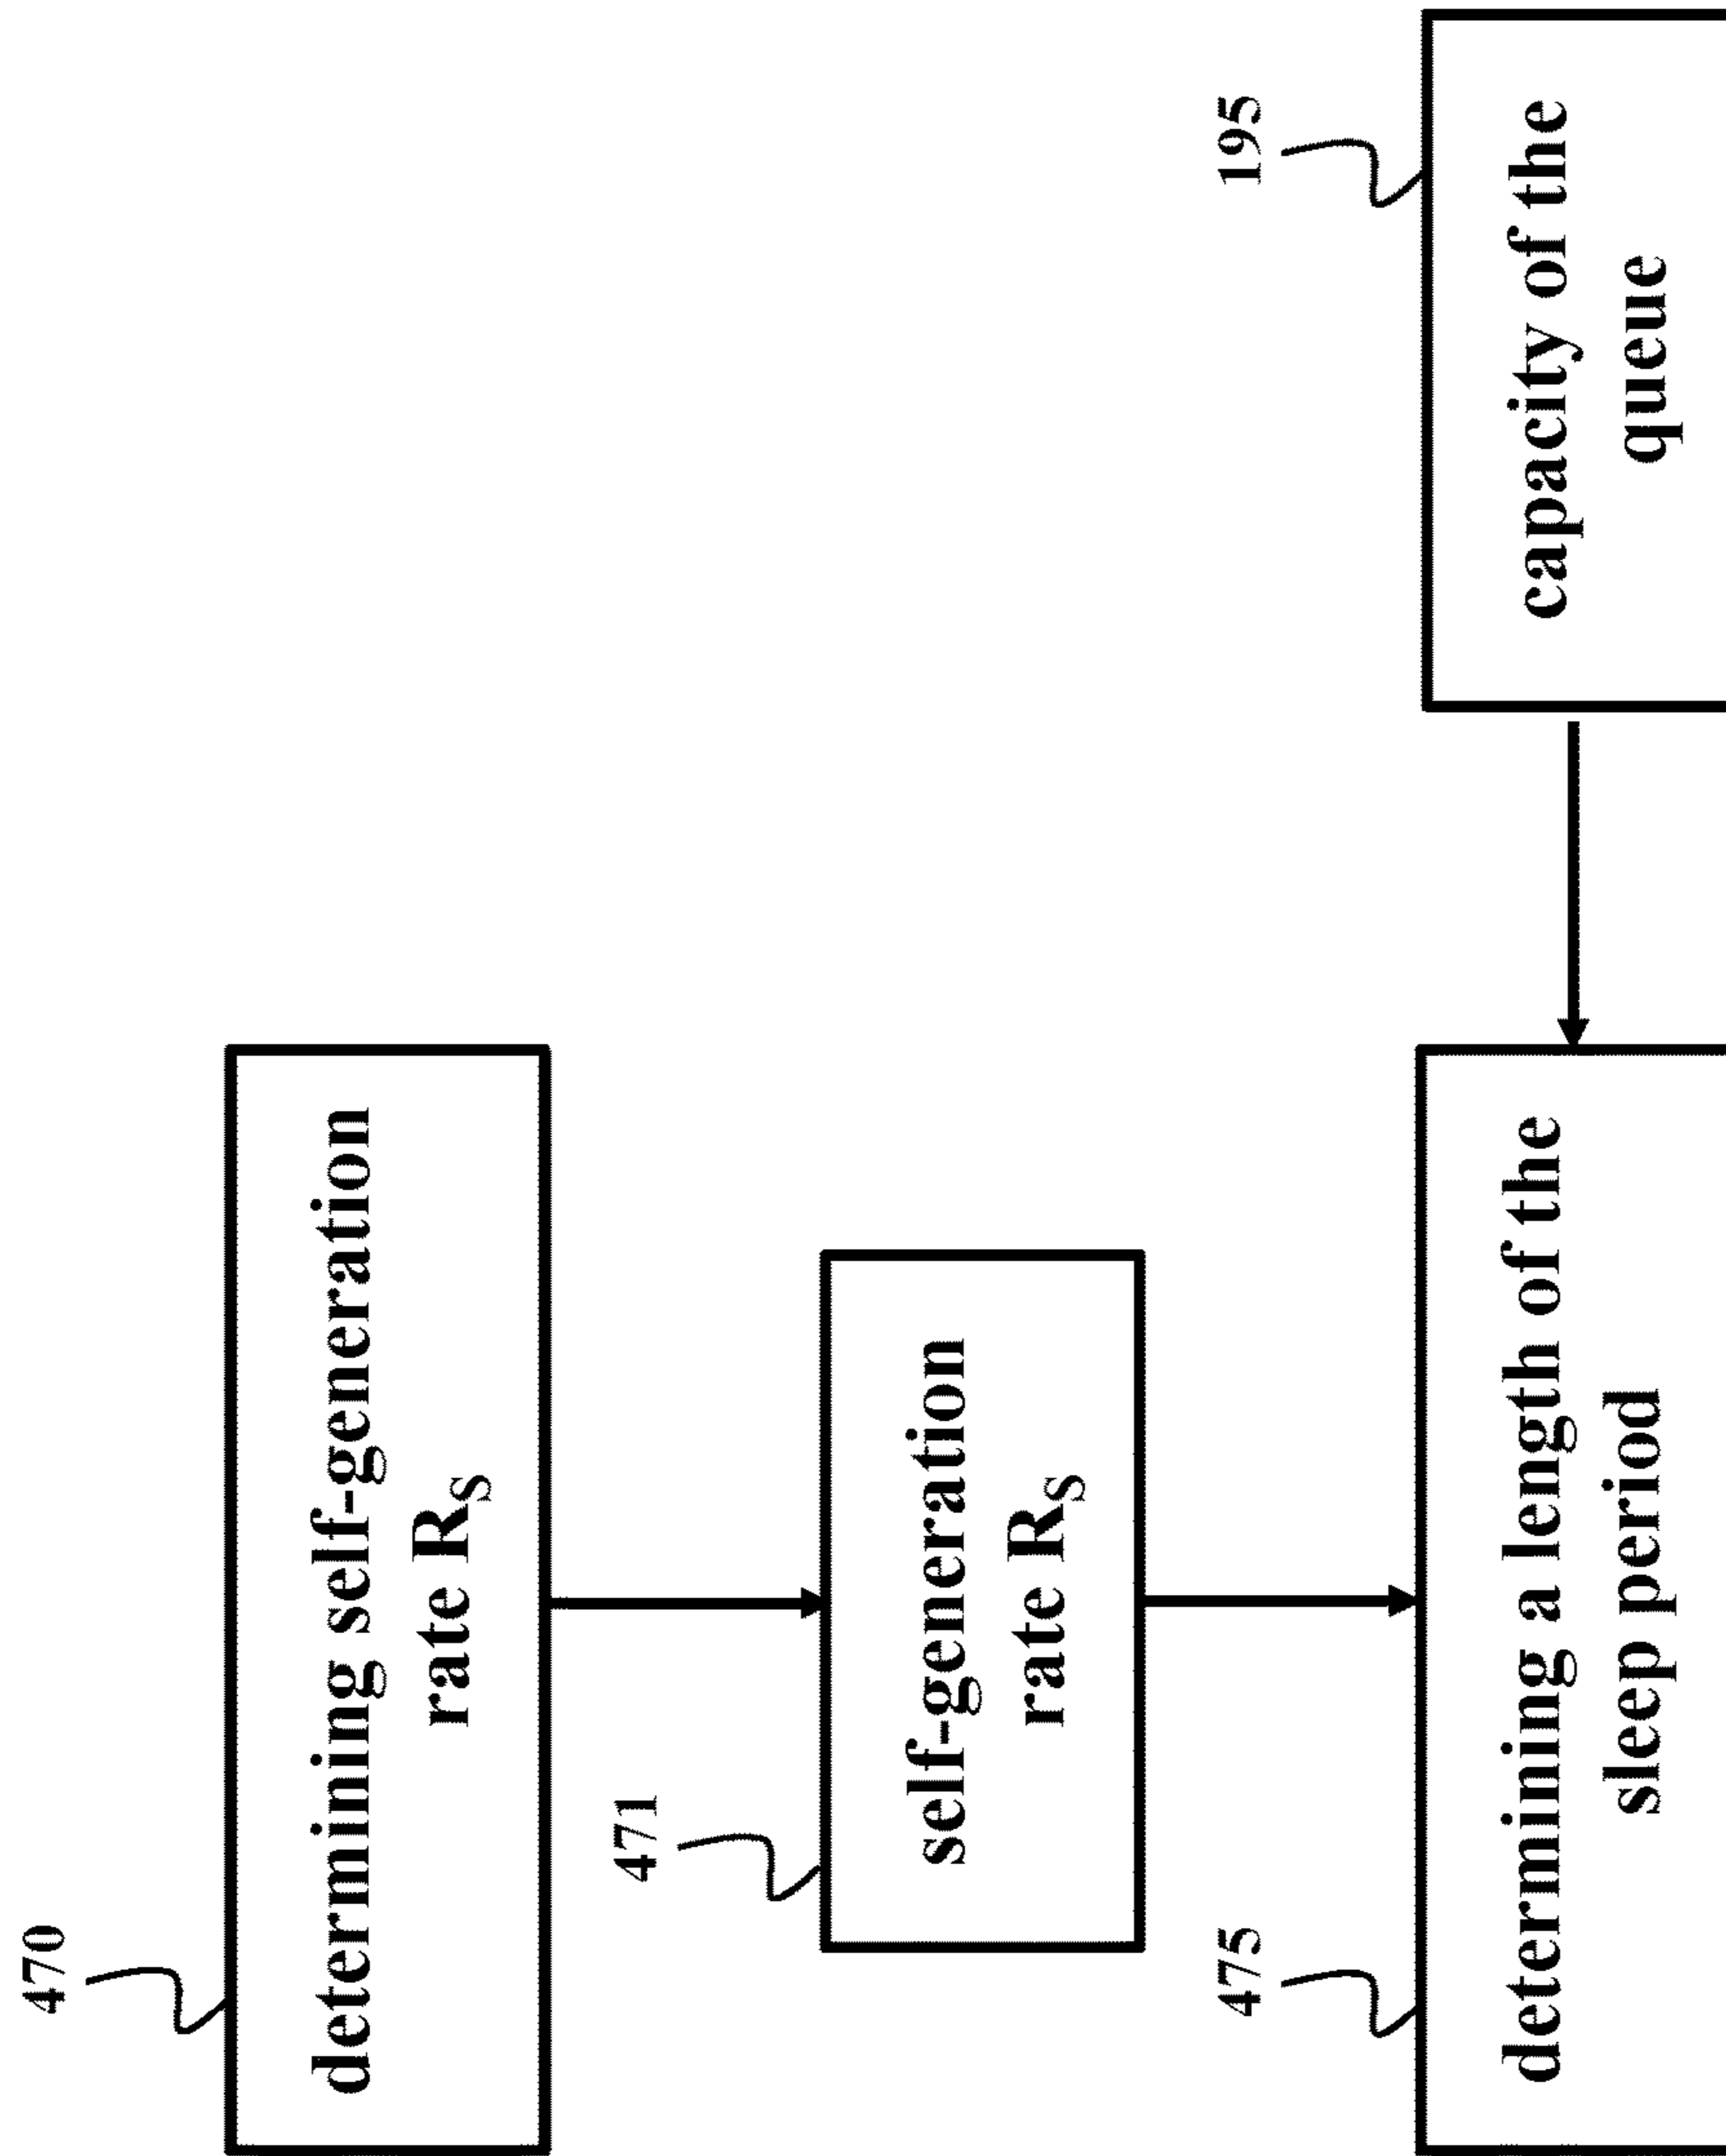 470
determining self-generation
rate R_S
471
self-generation
rate R_S
475
determining a length of the
sleep period
195
capacity of the
queue